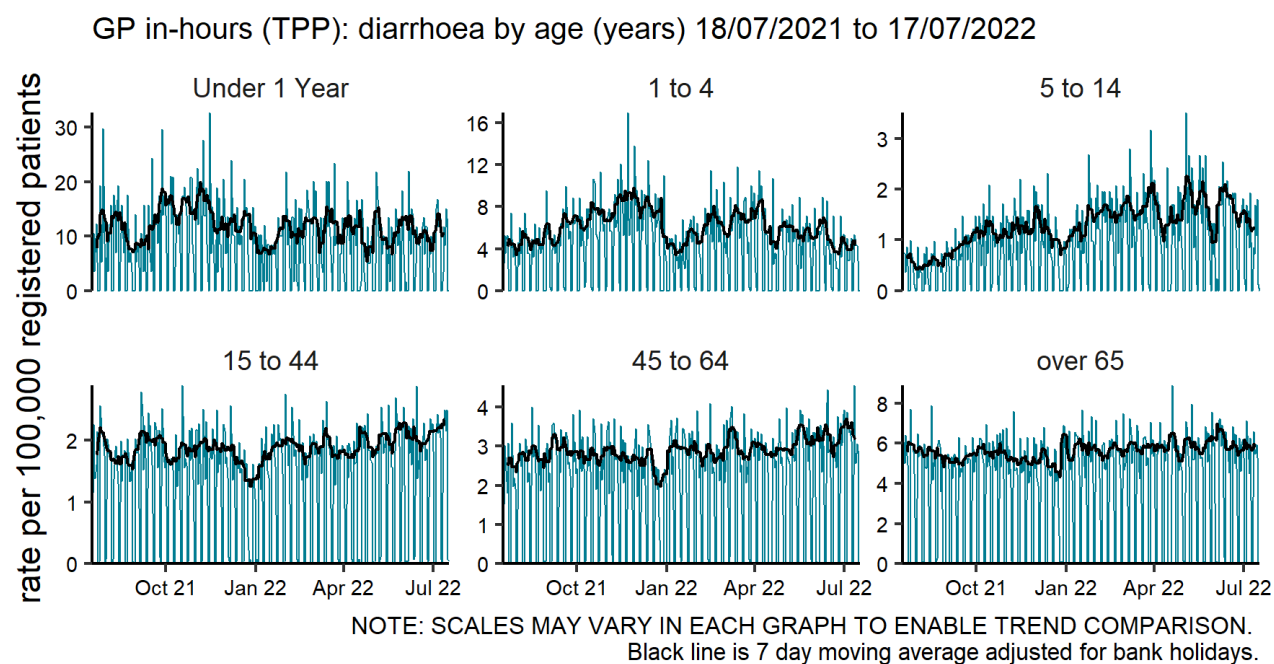 GP in-hours (TPP): diarrhoea by age (years) 18/07/2021 to 17/07/2022
rate per 100,000 registered patients
Under 1 Year
30
20
10
0
1 to 4
16
12
8
4
0
5 to 14
3
2
1
0
15 to 44
2
1
0
Oct 21 Jan 22 Apr 22 Jul 22
45 to 64
4
3
2
1
0
Oct 21 Jan 22 Apr 22 Jul 22
over 65
8
6
4
2
0
Oct 21 Jan 22 Apr 22 Jul 22
NOTE: SCALES MAY VARY IN EACH GRAPH TO ENABLE TREND COMPARISON.
Black line is 7 day moving average adjusted for bank holidays.